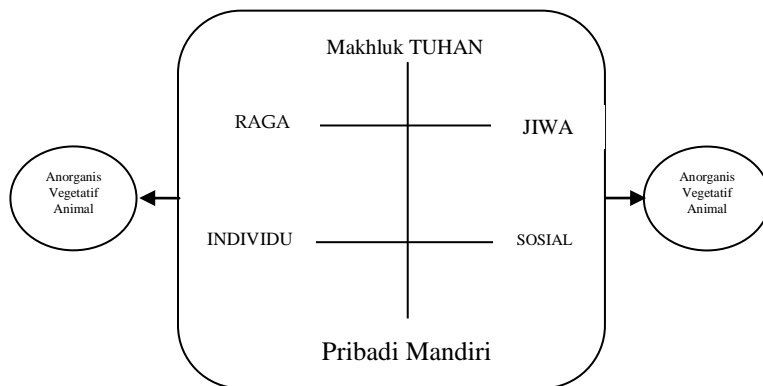 Makhluk TUHAN
RAGA
JIWA
Anorganis
Vegetatif
Animal
Anorganis
Vegetatif
Animal
INDIVIDU
SOSIAL
Pribadi Mandiri